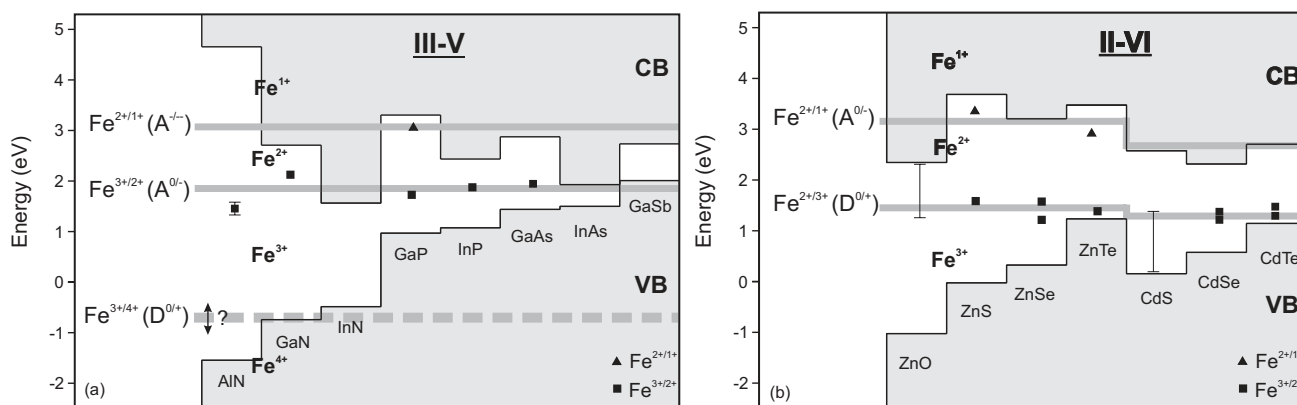 III-V
CB
Energy (eV)
5
4
3
2
1
0
-1
-2
Fe1+
Fe2+/1+ (A-/--)
Fe2+
Fe3+/2+ (A0/-)
Fe3+
Fe3+/4+ (D0/+)
?
Fe4+
AlN
GaN
InN
GaP
InP
GaAs
InAs
GaSb
VB
Fe2+/1+
Fe3+/2+
(a)
II-VI
CB
Energy (eV)
5
4
3
2
1
0
-1
-2
Fe1+
Fe2+/1+ (A0/-)
Fe2+
Fe2+/3+ (D0/+)
Fe3+
ZnO
ZnS
ZnSe
ZnTe
CdS
CdSe
CdTe
VB
Fe2+/1
Fe3+/2
(b)